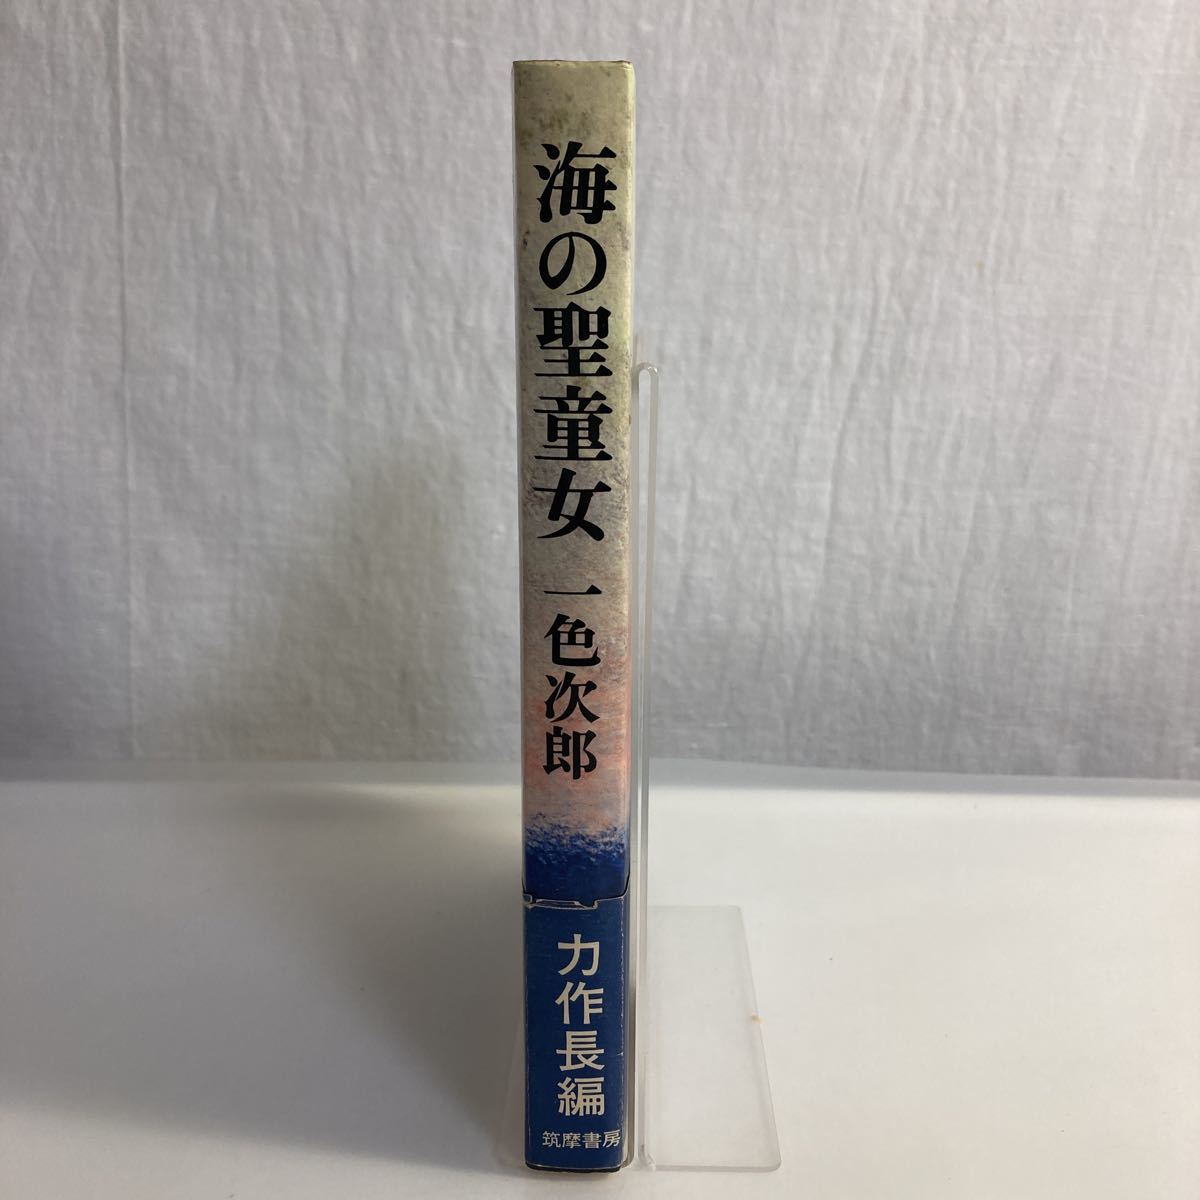 海の聖童女
一色次郎
力作長編
筑摩書房